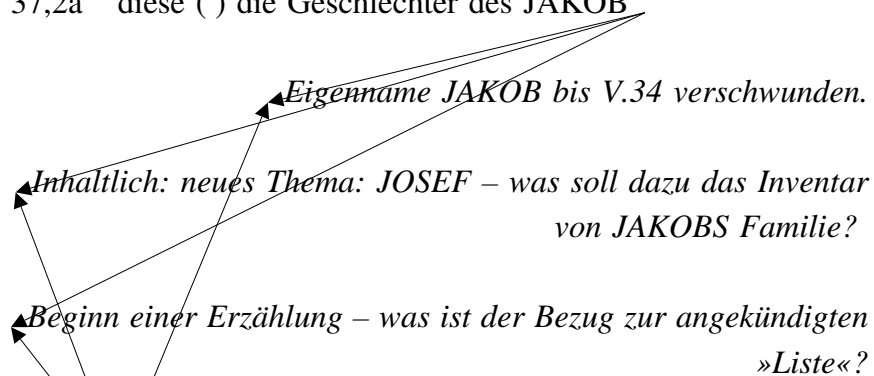 37,2a diese ( ) die Geschlechter des JAKOB
Eigenname JAKOB bis V.34 verschwunden.
Inhaltlich: neues Thema: JOSEF – was soll dazu das Inventar
von JAKOBS Familie?
Beginn einer Erzählung – was ist der Bezug zur angekündigten
»Liste«?